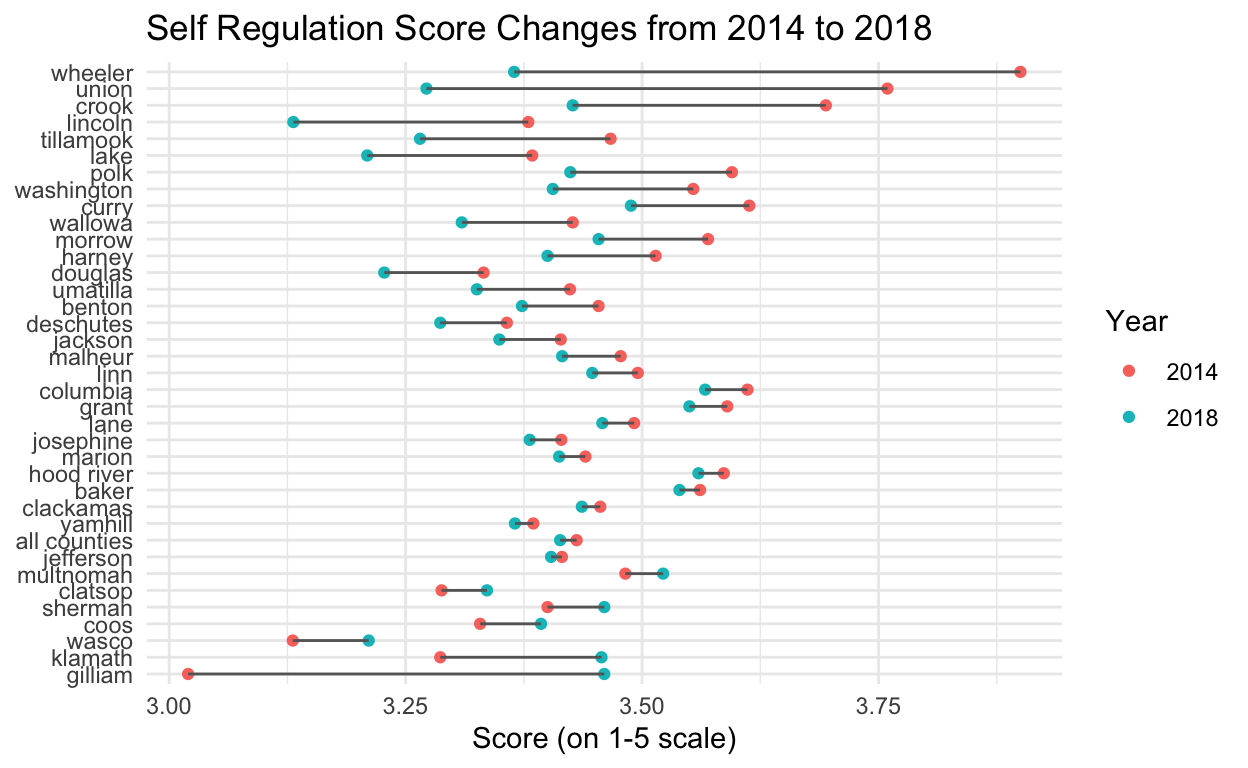 Self Regulation Score Changes from 2014 to 2018
wheeler
union
crook
lincoln
tillamook
lake
polk
washington
curry
wallowa
morrow
harney
douglas
umatilla
benton
deschutes
jackson
malheur
linn
columbia
grant
lane
josephine
marion
hood river
baker
clackamas
yamhill
all counties
jefferson
multnomah
clatsop
sherman
coos
wasco
klamath
gilliam
3.00 3.25 3.50 3.75
Score (on 1-5 scale)
Year
2014
2018